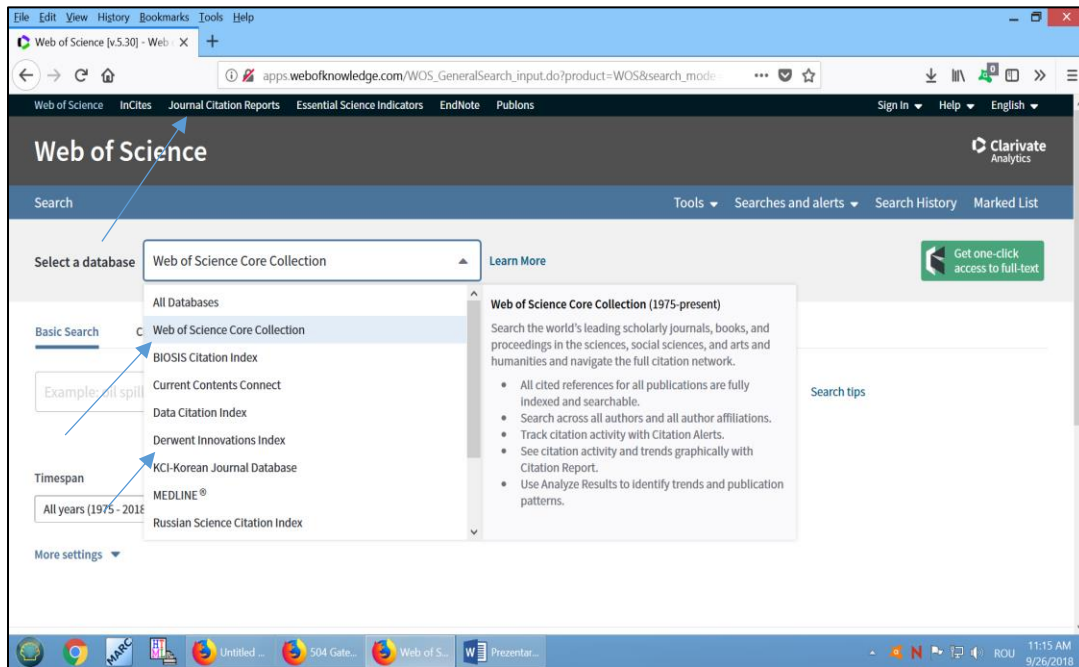 File Edit View History Bookmarks Tools Help
Web of Science [v.5.30] - Web
apps.webofknowledge.com/WOS_GeneralSearch_input.do?product=WOS&search_mode
0
Web of Science InCites Journal Citation Reports Essential Science Indicators EndNote Publons Sign In Help English
Web of Science
Clarivate
Analytics
Search Tools Searches and alerts Search History Marked List
Select a database Web of Science Core Collection Learn More
Get one-click
access to full-text
All Databases
Web of Science Core Collection
BIOSIS Citation Index
Current Contents Connect
Data Citation Index
Derwent Innovations Index
KCI-Korean Journal Database
MEDLINE®
Russian Science Citation Index
Web of Science Core Collection (1975-present)
Search the world's leading scholarly journals, books, and
proceedings in the sciences, social sciences, and arts and
humanities and navigate the full citation network.
• All cited references for all publications are fully
indexed and searchable.
• Search across all authors and all author affiliations.
• Track citation activity with Citation Alerts.
• See citation activity and trends graphically with
Citation Report.
• Use Analyze Results to identify trends and publication
patterns.
Basic Search C
Example: oil spill
Search tips
Timespan
All years (1975 - 2018
More settings
MARC
HTM
Untitled ... 504 Gate... Web of S... Prezentar...
N ROU 11:15 AM
9/26/2018